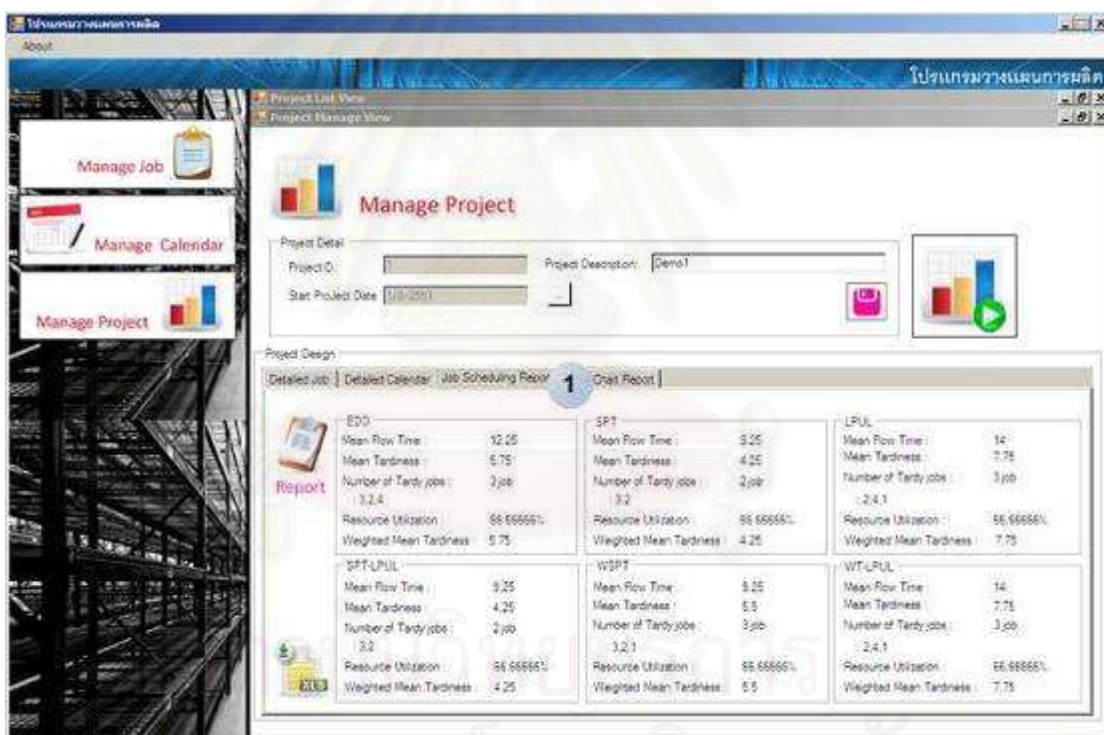 โปรแกรมวางแผนการผลิต
About
โปรแกรมวางแผนการผลิต
Project List View
Project Manage View
Manage Job
Manage Calendar
Manage Project
Manage Project
Project Detail
Project ID: 1 Project Description: Demo1
Start Project Date
Project Design
Detailed Job Detailed Calendar Job Scheduling Report 1 Chart Report
Report
EDD
Mean Flow Time : 12.25
Mean Tardiness : 5.75
Number of Tardy jobs : 3 job
: 3,2,4
Resource Utilization : 66.66666%
Weighted Mean Tardiness : 5.75
SPT
Mean Flow Time : 9.25
Mean Tardiness : 4.25
Number of Tardy jobs : 2 job
: 3,2
Resource Utilization : 66.66666%
Weighted Mean Tardiness : 4.25
LPUL
Mean Flow Time : 14
Mean Tardiness : 7.75
Number of Tardy jobs : 3 job
: 2,4,1
Resource Utilization : 66.66666%
Weighted Mean Tardiness : 7.75
SPT-LPUL
Mean Flow Time : 9.25
Mean Tardiness : 4.25
Number of Tardy jobs : 2 job
: 3,2
Resource Utilization : 66.66666%
Weighted Mean Tardiness : 4.25
WSPT
Mean Flow Time : 9.25
Mean Tardiness : 5.5
Number of Tardy jobs : 3 job
: 3,2,1
Resource Utilization : 66.66666%
Weighted Mean Tardiness : 5.5
WT-LPUL
Mean Flow Time : 14
Mean Tardiness : 7.75
Number of Tardy jobs : 3 job
: 2,4,1
Resource Utilization : 66.66666%
Weighted Mean Tardiness : 7.75
XLS